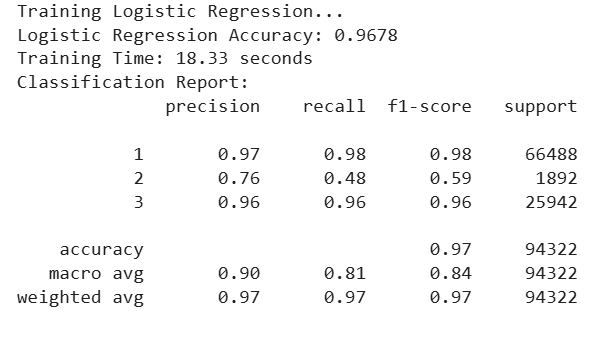 Training Logistic Regression...
Logistic Regression Accuracy: 0.9678
Training Time: 18.33 seconds
Classification Report:
precision recall f1-score support
1 0.97 0.98 0.98 66488
2 0.76 0.48 0.59 1892
3 0.96 0.96 0.96 25942
accuracy 0.97 94322
macro avg 0.90 0.81 0.84 94322
weighted avg 0.97 0.97 0.97 94322